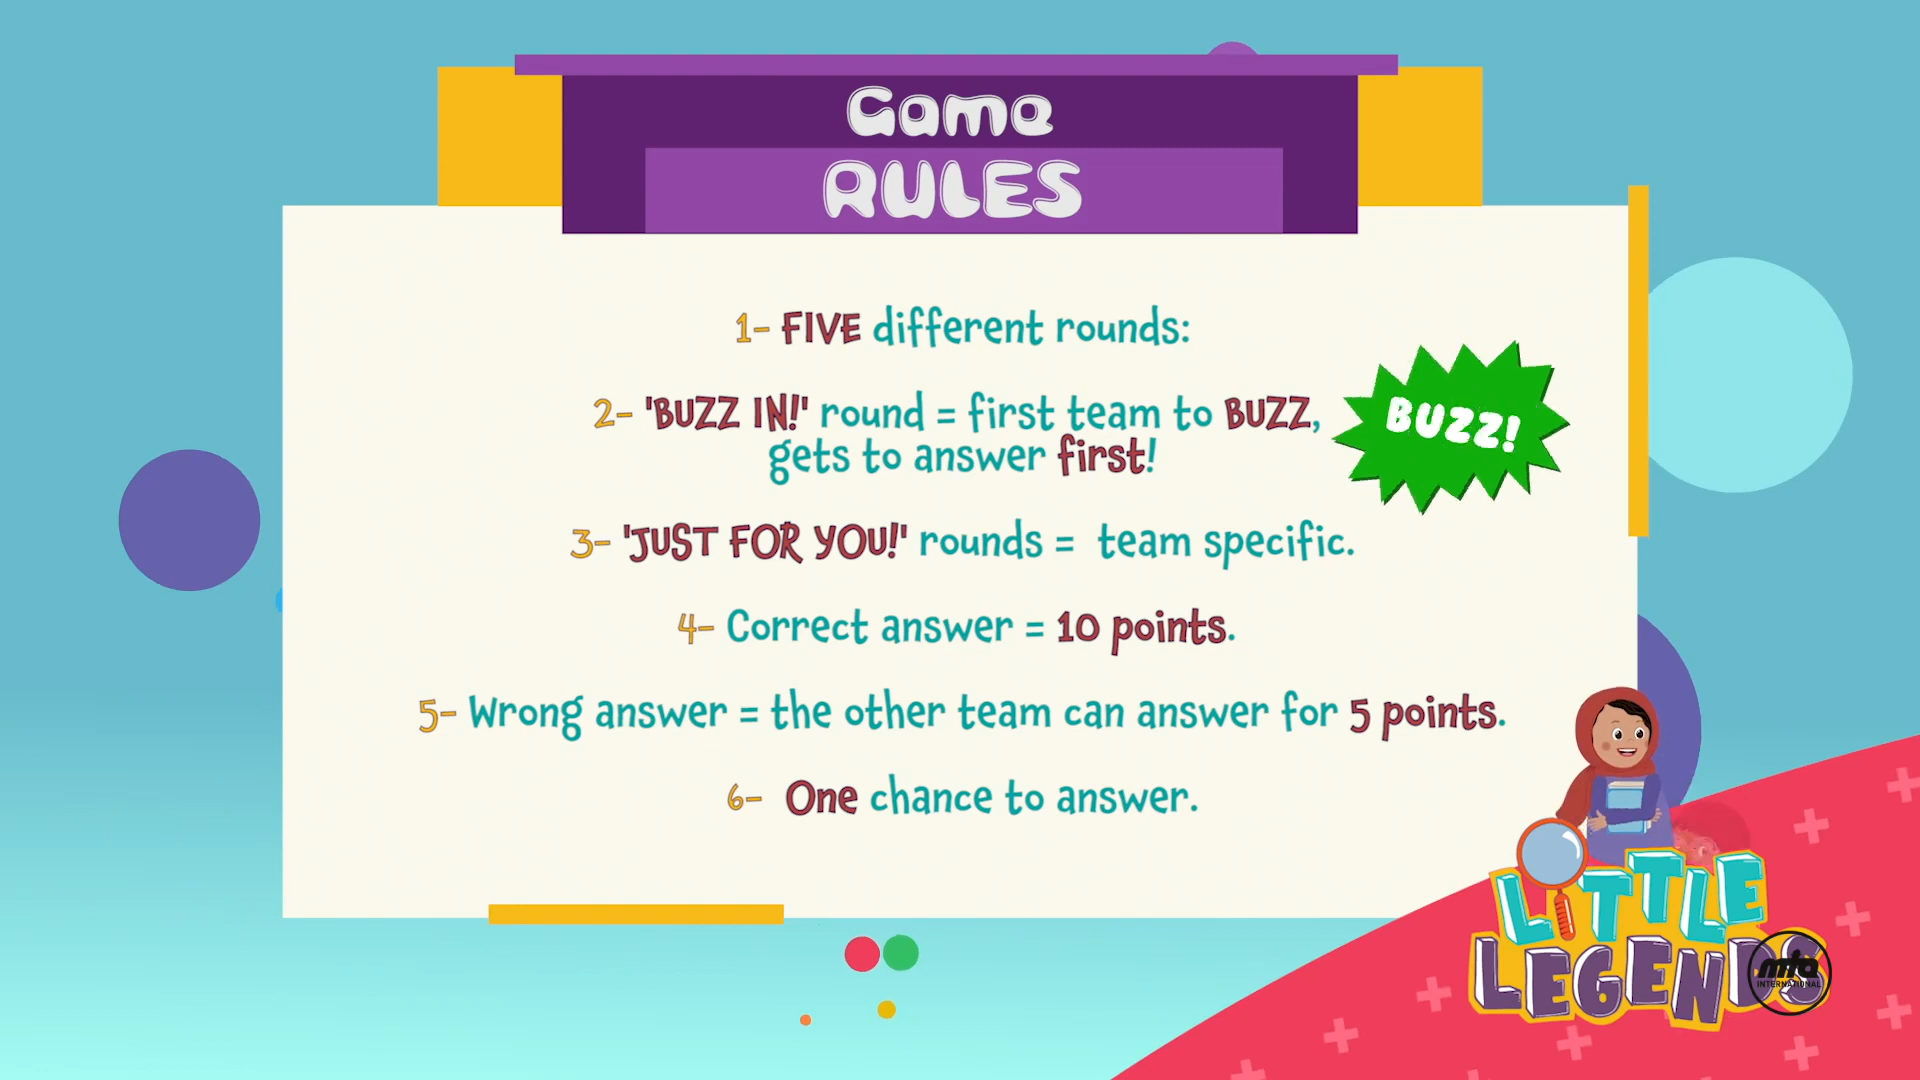 Game
RULES
1- FIVE different rounds:
2- 'BUZZ IN!' round = first team to BUZZ,
gets to answer first!
BUZZ!
3- 'JUST FOR YOU!' rounds = team specific.
4- Correct answer = 10 points.
5- Wrong answer = the other team can answer for 5 points.
6- One chance to answer.
LITTLE
LEGENDS
mta
INTERNATIONAL